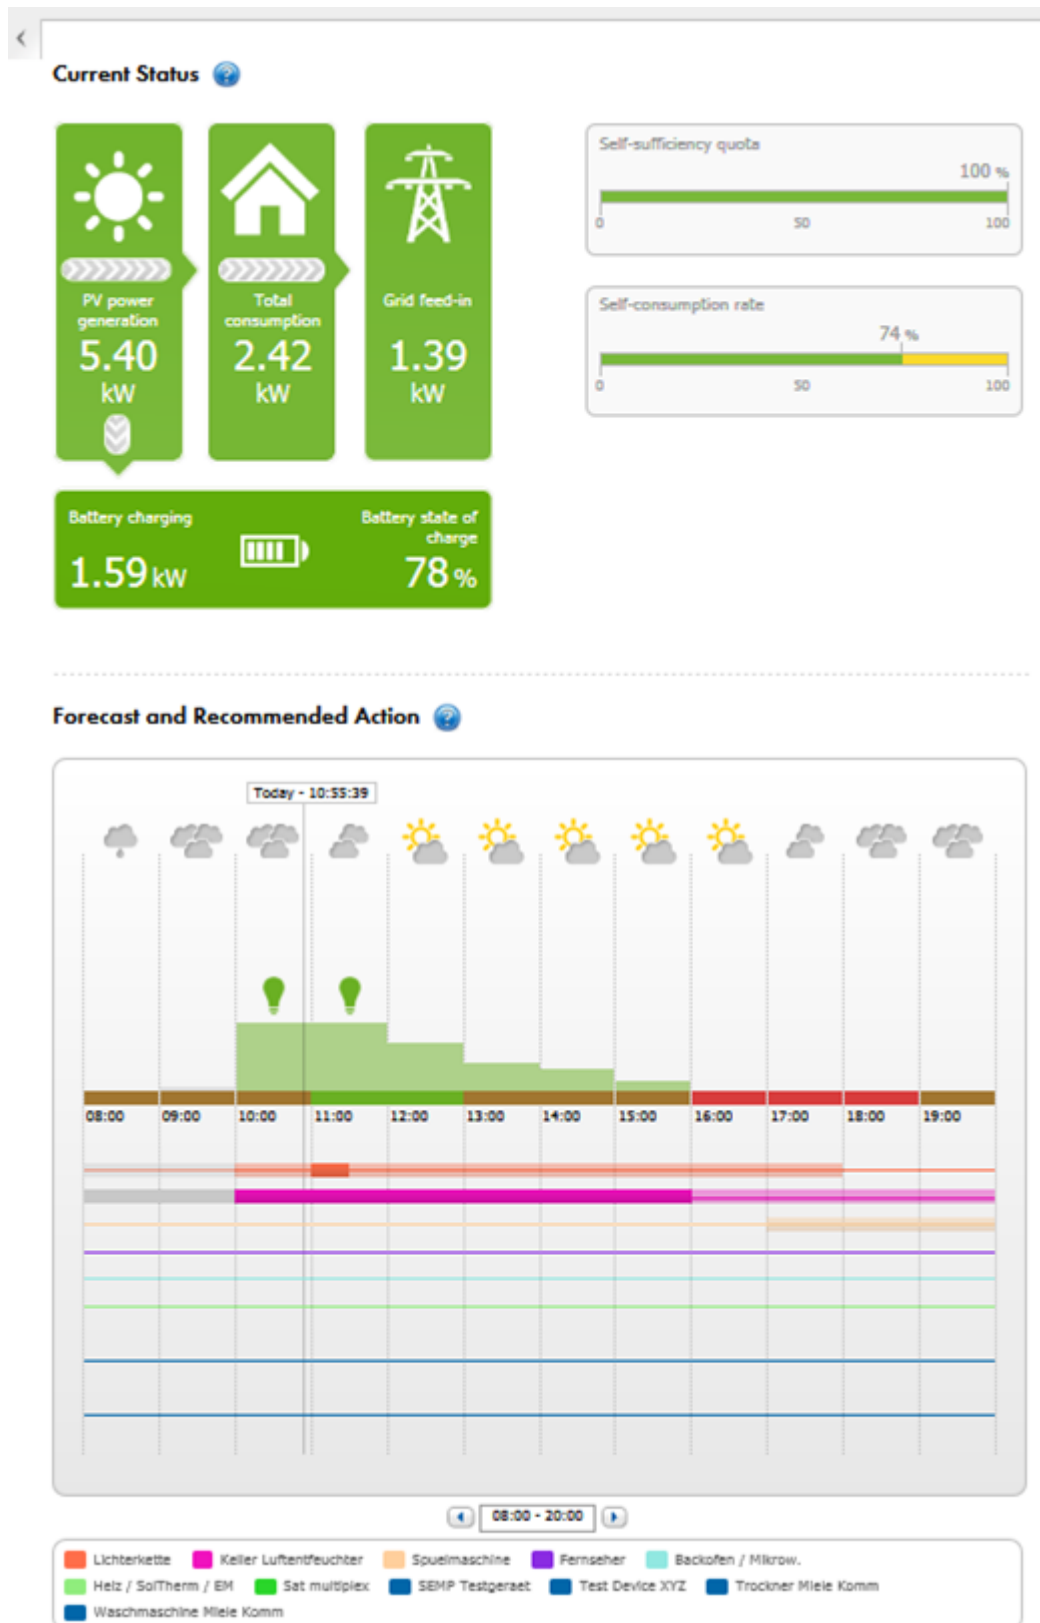 Current Status ?
PV power
generation
5.40
kW
Total
consumption
2.42
kW
Grid feed-in
1.39
kW
Battery charging
1.59 kW
Battery state of
charge
78 %
Self-sufficiency quota
100 %
0 50 100
Self-consumption rate
74 %
0 50 100
Forecast and Recommended Action ?
Today - 10:55:39
08:00 09:00 10:00 11:00 12:00 13:00 14:00 15:00 16:00 17:00 18:00 19:00
08:00 - 20:00
Lichterkette Keller Luftentfeuchter Spuelmaschine Fernseher Backofen / Mikrow.
Heiz / SolTherm / EM Sat multiplex SEMP Testgeraet Test Device XYZ Trockner Miele Komm
Waschmaschine Miele Komm